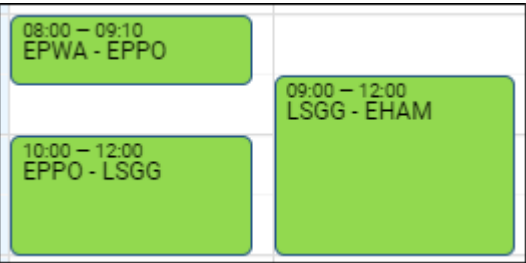 08:00 – 09:10
EPWA - EPPO
10:00 – 12:00
EPPO - LSGG
09:00 – 12:00
LSGG - EHAM